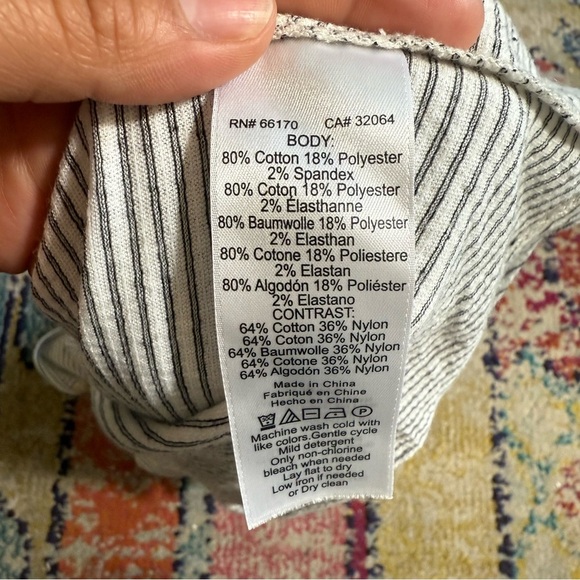 RN# 66170 CA# 32064
BODY:
80% Cotton 18% Polyester
2% Spandex
80% Coton 18% Polyester
2% Elasthanne
80% Baumwolle 18% Polyester
2% Elasthan
80% Cotone 18% Poliestere
2% Elastan
80% Algodón 18% Poliéster
2% Elastano
CONTRAST:
64% Cotton 36% Nylon
64% Coton 36% Nylon
64% Baumwolle 36% Nylon
64% Cotone 36% Nylon
64% Algodón 36% Nylon
Made in China
Fabriqué en Chine
Hecho en China
Machine wash cold with
like colors.Gentle cycle
Mild detergent
Only non-chlorine
bleach when needed
Lay flat to dry
Low iron if needed
or Dry clean